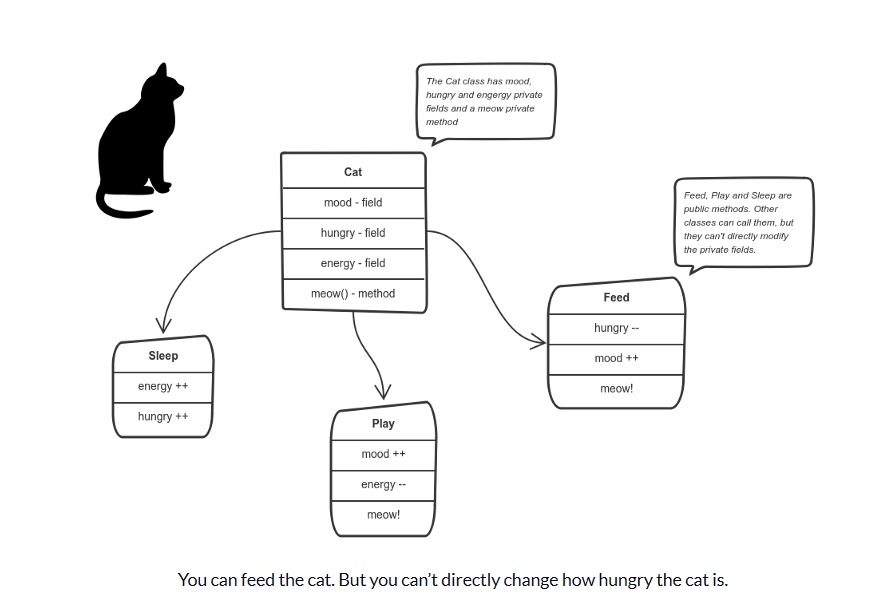 The Cat class has mood,
hungry and engergy private
fields and a meow private
method
Cat
mood - field
hungry - field
energy - field
meow() - method
Feed, Play and Sleep are
public methods. Other
classes can call them, but
they can't directly modify
the private fields.
Feed
hungry --
mood ++
meow!
Sleep
energy ++
hungry ++
Play
mood ++
energy --
meow!
You can feed the cat. But you can’t directly change how hungry the cat is.